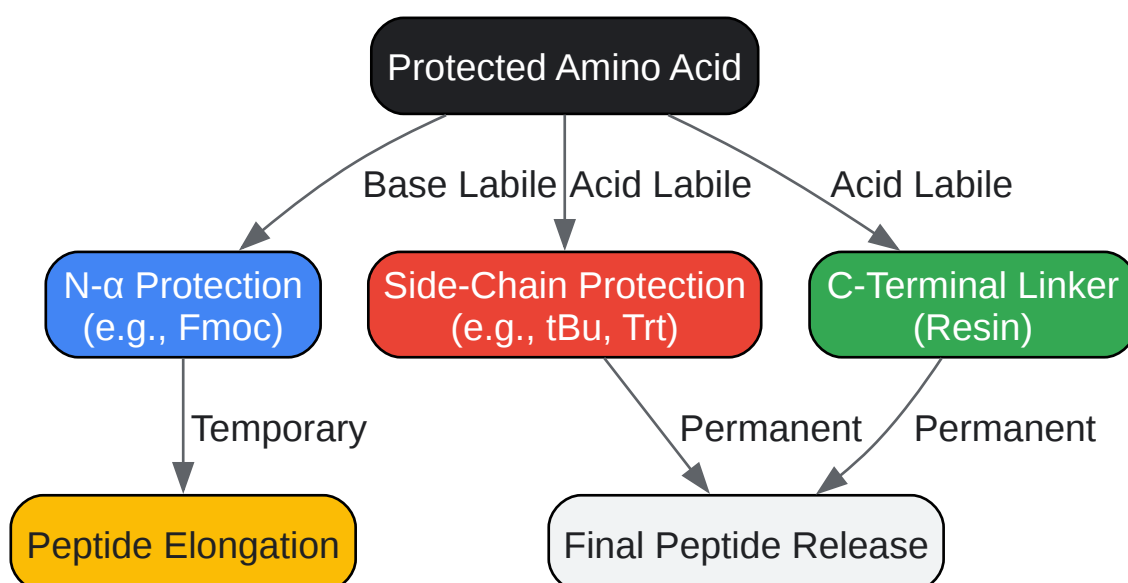 Protected Amino Acid
Base Labile
Acid Labile
Acid Labile
N-α Protection
(e.g., Fmoc)
Side-Chain Protection
(e.g., tBu, Trt)
C-Terminal Linker
(Resin)
Temporary
Permanent
Permanent
Peptide Elongation
Final Peptide Release